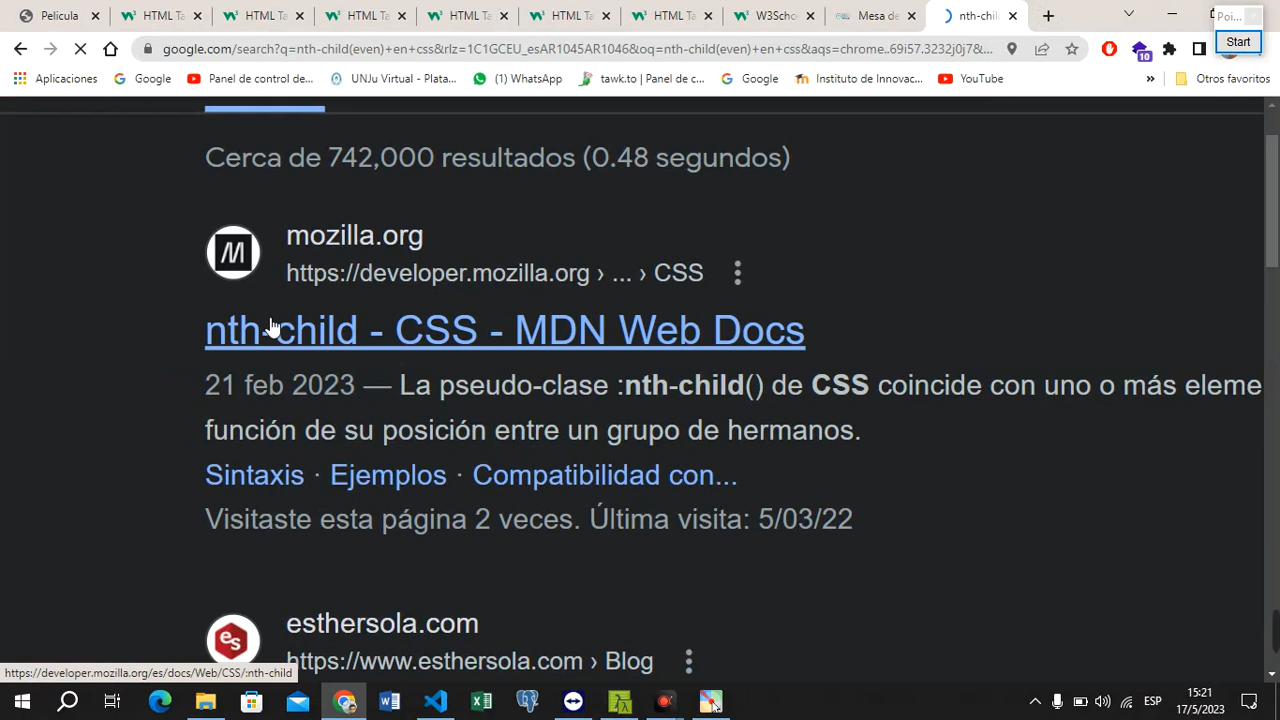 Poi...
Start
Película
HTML Ta
HTML Ta
HTML Ta
HTML Ta
HTML Ta
HTML Ta
W3Scho
Mesa de
nth-chil
google.com/search?q=nth-child(even)+en+css&rlz=1C1GCEU_esAR1045AR1046&oq=nth-child(even)+en+css&aqs=chrome..69i57.3232j0j7&...
10
Aplicaciones
Google
Panel de control de...
UNJu Virtual - Plata...
(1) WhatsApp
tawk.to | Panel de c...
Google
Instituto de Innovac...
YouTube
»
Otros favoritos
Cerca de 742,000 resultados (0.48 segundos)
mozilla.org
https://developer.mozilla.org › ... › CSS
nth-child - CSS - MDN Web Docs
21 feb 2023 — La pseudo-clase :nth-child() de CSS coincide con uno o más eleme
función de su posición entre un grupo de hermanos.
Sintaxis · Ejemplos · Compatibilidad con...
Visitaste esta página 2 veces. Última visita: 5/03/22
es
esthersola.com
https://www.esthersola.com › Blog
https://developer.mozilla.org/es/docs/Web/CSS/:nth-child
ESP
15:21
17/5/2023